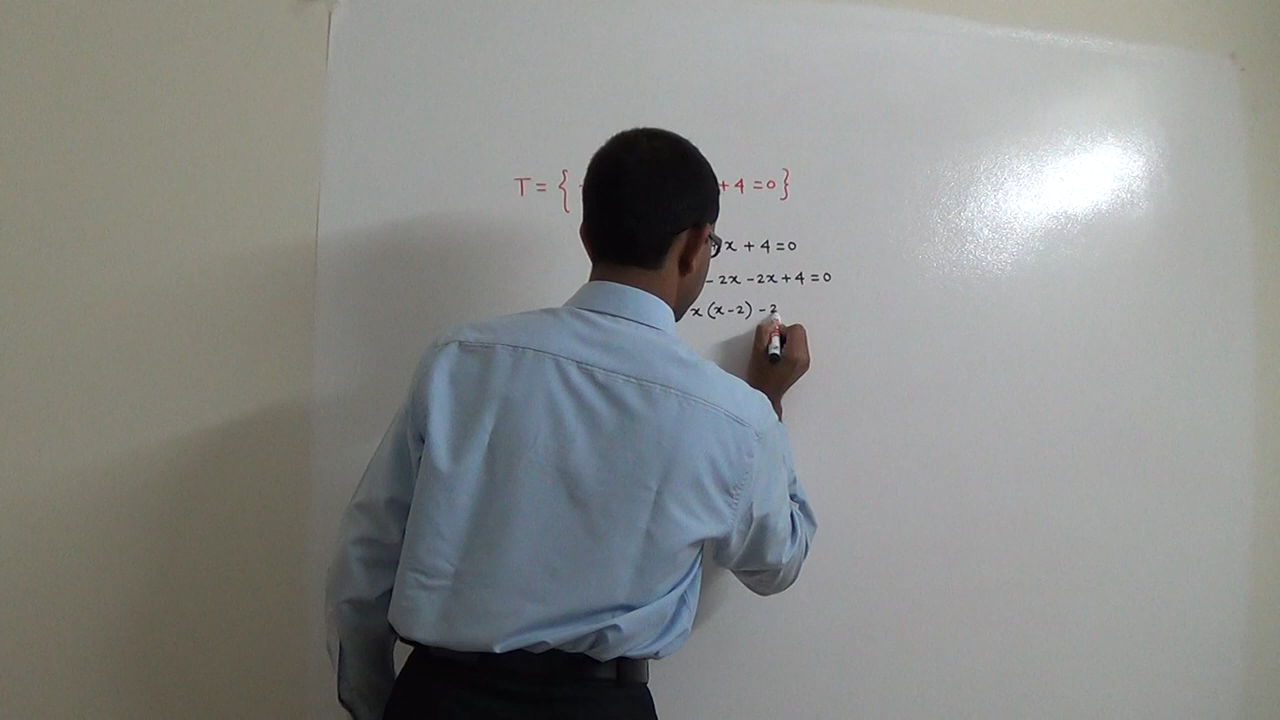 T = { + 4 = 0}
x + 4 = 0
- 2x - 2x + 4 = 0
x (x - 2) - 2